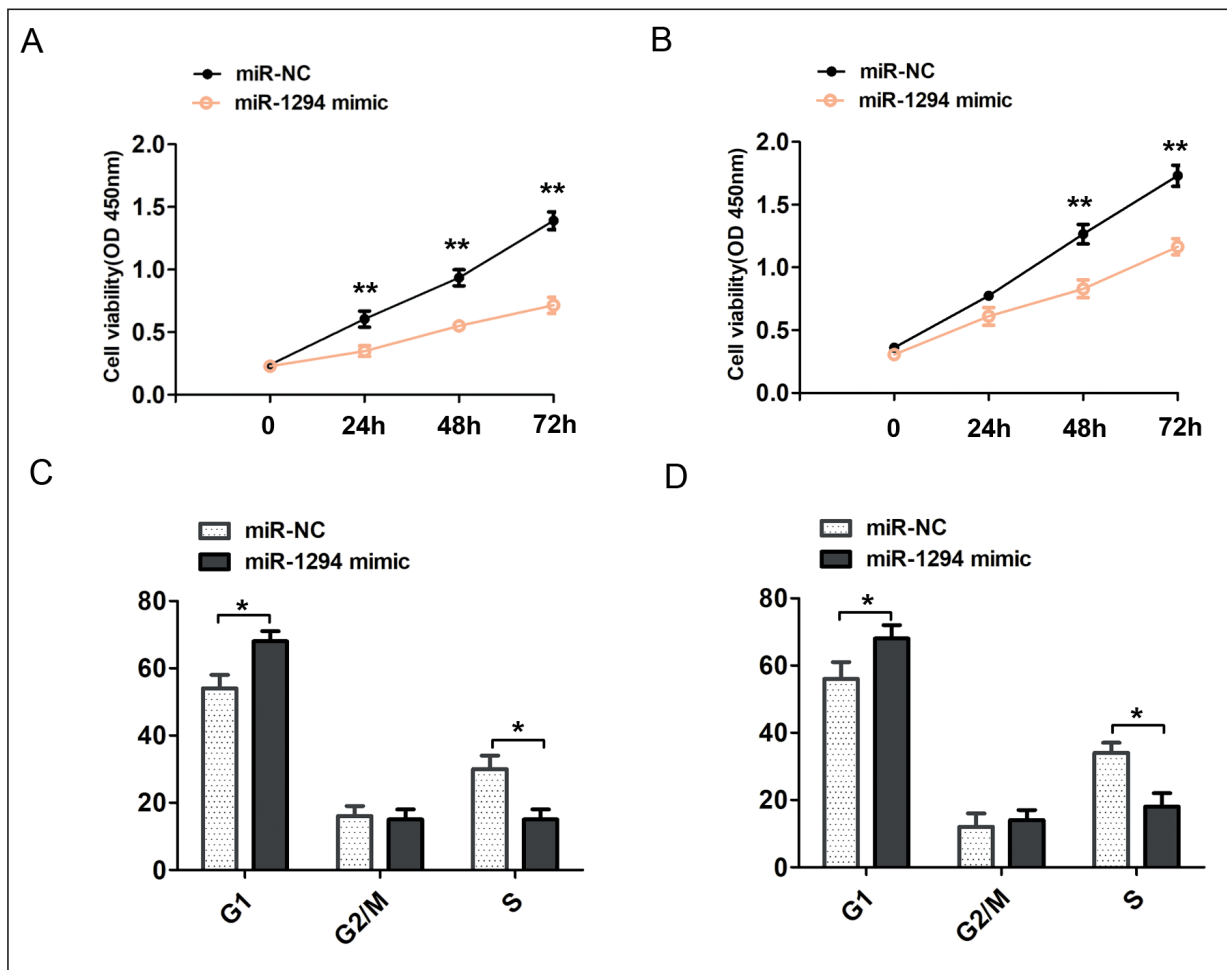 A
miR-NC
miR-1294 mimic
Cell viability(OD 450nm)
2.0
1.5
1.0
0.5
0.0
**
**
**
0 24h 48h 72h
B
miR-NC
miR-1294 mimic
Cell viability(OD 450nm)
2.0
1.5
1.0
0.5
0.0
**
**
0 24h 48h 72h
C
miR-NC
miR-1294 mimic
80
60
40
20
0
*
*
G1 G2/M S
D
miR-NC
miR-1294 mimic
80
60
40
20
0
*
*
G1 G2/M S